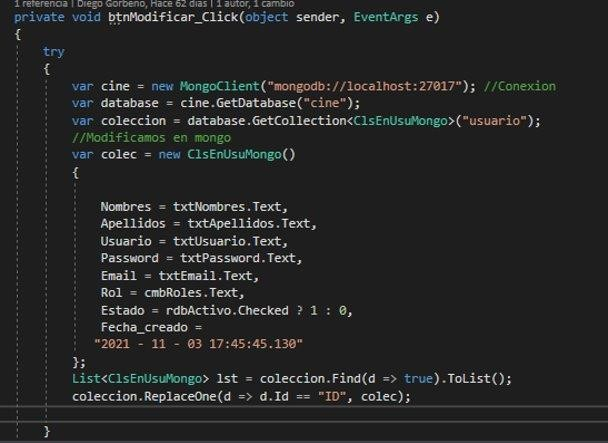 1 referencia | Diego Gorbeño, Hace 62 días | 1 autor, 1 cambio
private void btnModificar_Click(object sender, EventArgs e)
{
try
{
var cine = new MongoClient("mongodb://localhost:27017"); //Conexion
var database = cine.GetDatabase("cine");
var coleccion = database.GetCollection<ClsEnUsuMongo>("usuario");
//Modificamos en mongo
var colec = new ClsEnUsuMongo()
{
Nombres = txtNombres.Text,
Apellidos = txtApellidos.Text,
Usuario = txtUsuario.Text,
Password = txtPassword.Text,
Email = txtEmail.Text,
Rol = cmbRoles.Text,
Estado = rdbActivo.Checked ? 1 : 0,
Fecha_creado =
"2021 - 11 - 03 17:45:45.130"
};
List<ClsEnUsuMongo> lst = coleccion.Find(d => true).ToList();
coleccion.ReplaceOne(d => d.Id == "ID", colec);
}